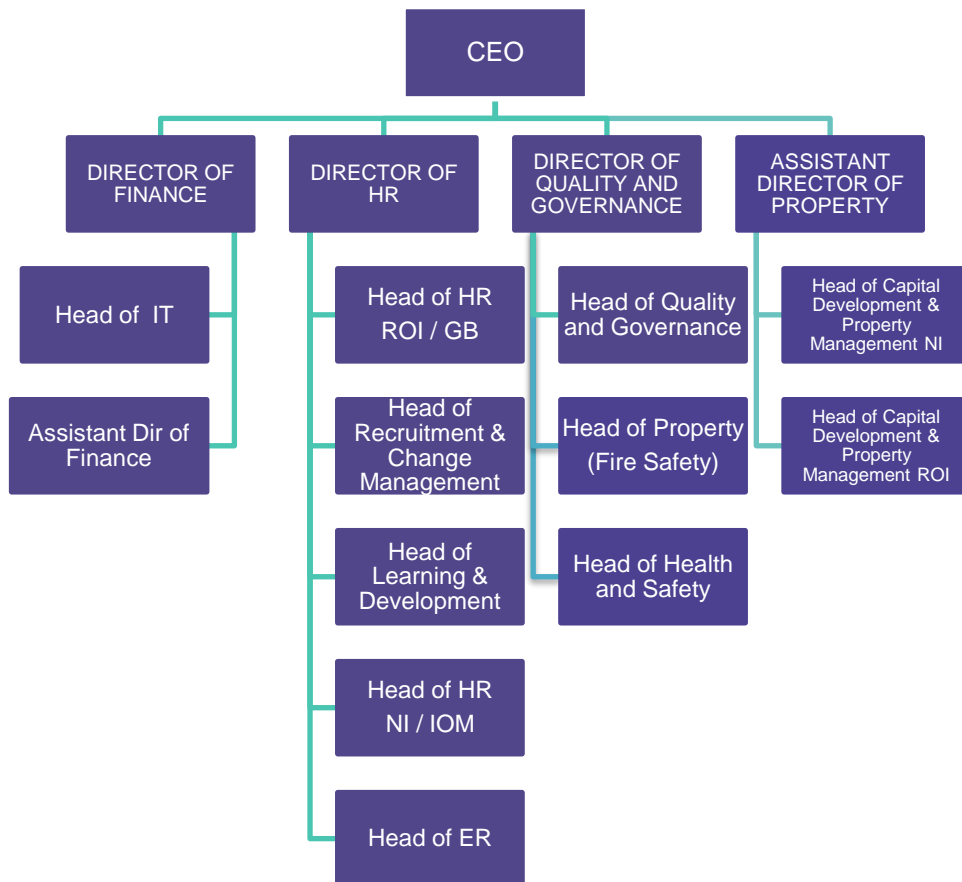 CEO
DIRECTOR OF
FINANCE
DIRECTOR OF
HR
DIRECTOR OF
QUALITY AND
GOVERNANCE
ASSISTANT
DIRECTOR OF
PROPERTY
Head of  IT
Assistant Dir of
Finance
Head of HR
ROI / GB
Head of
Recruitment &
Change
Management
Head of
Learning &
Development
Head of HR
NI / IOM
Head of ER
Head of Quality
and Governance
Head of Property
(Fire Safety)
Head of Health
and Safety
Head of Capital
Development &
Property
Management NI
Head of Capital
Development &
Property
Management ROI